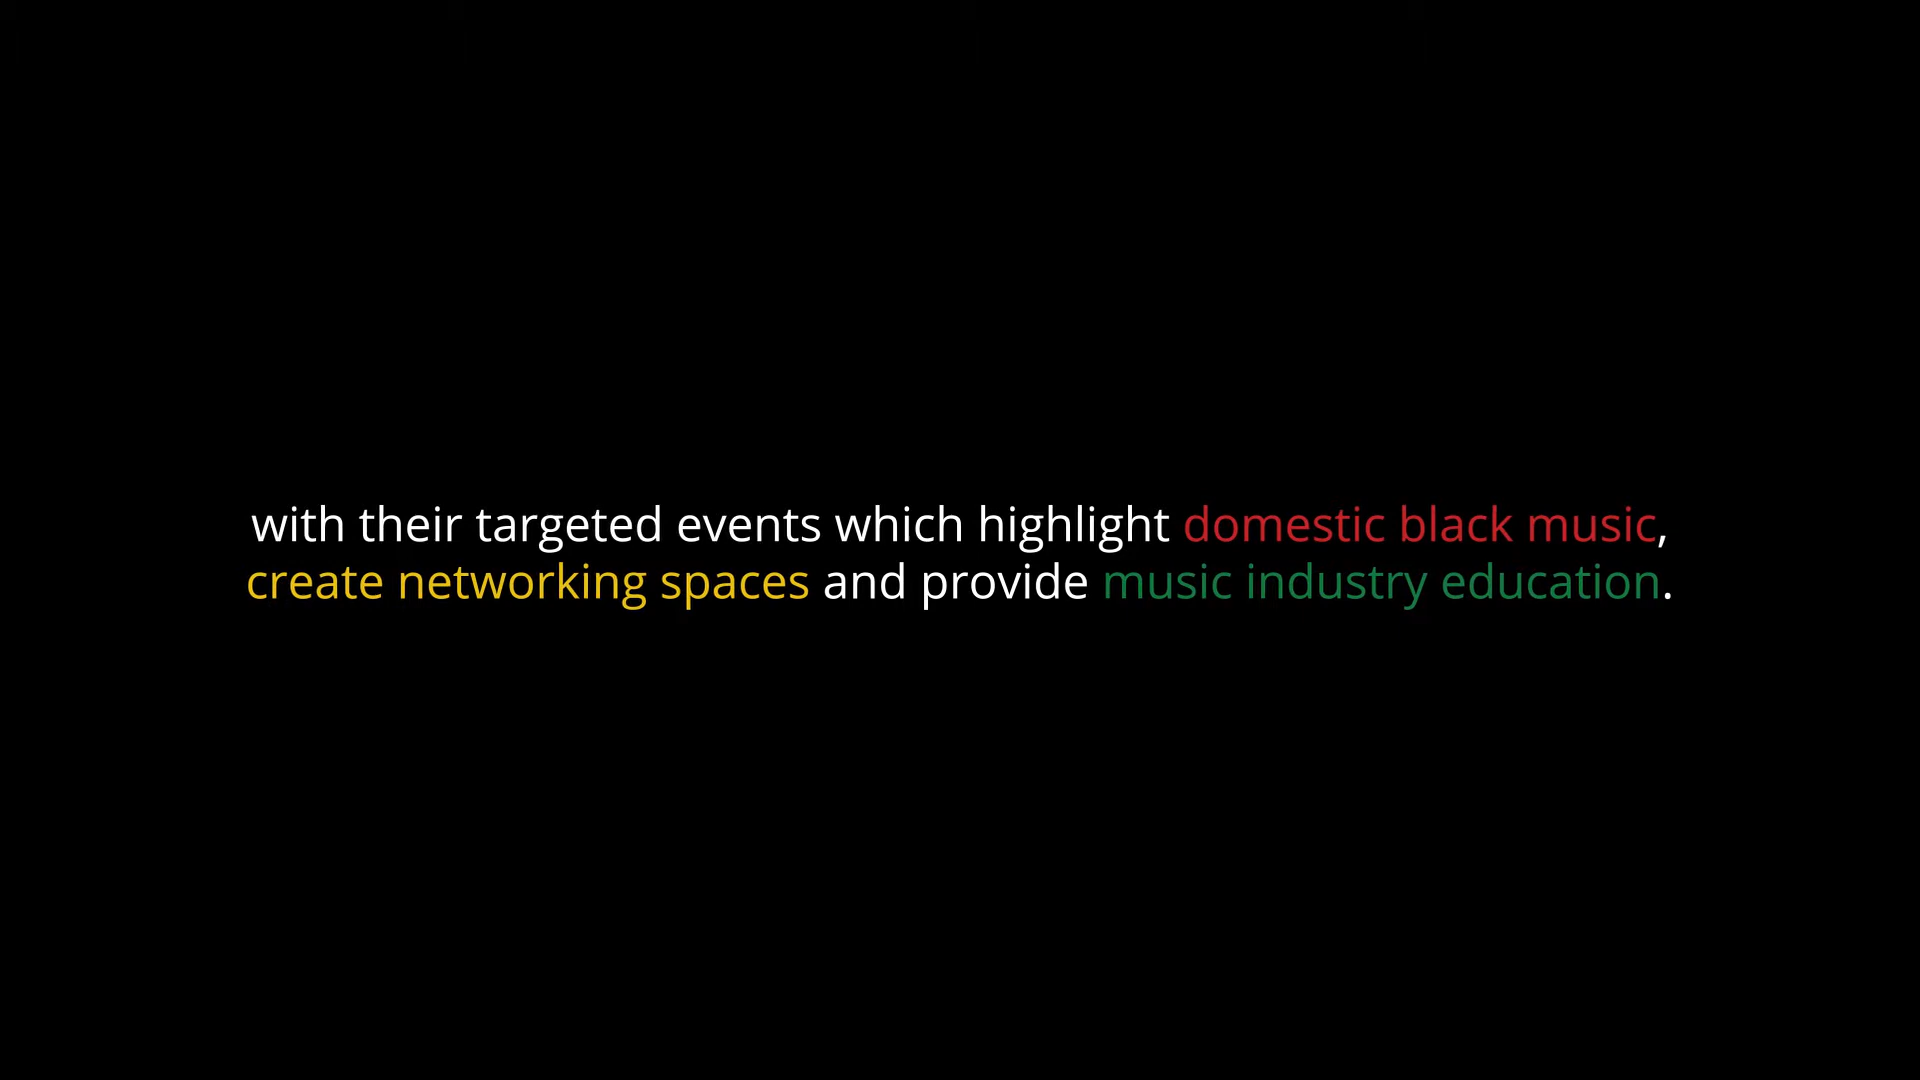 with their targeted events which highlight domestic black music,
create networking spaces and provide music industry education.